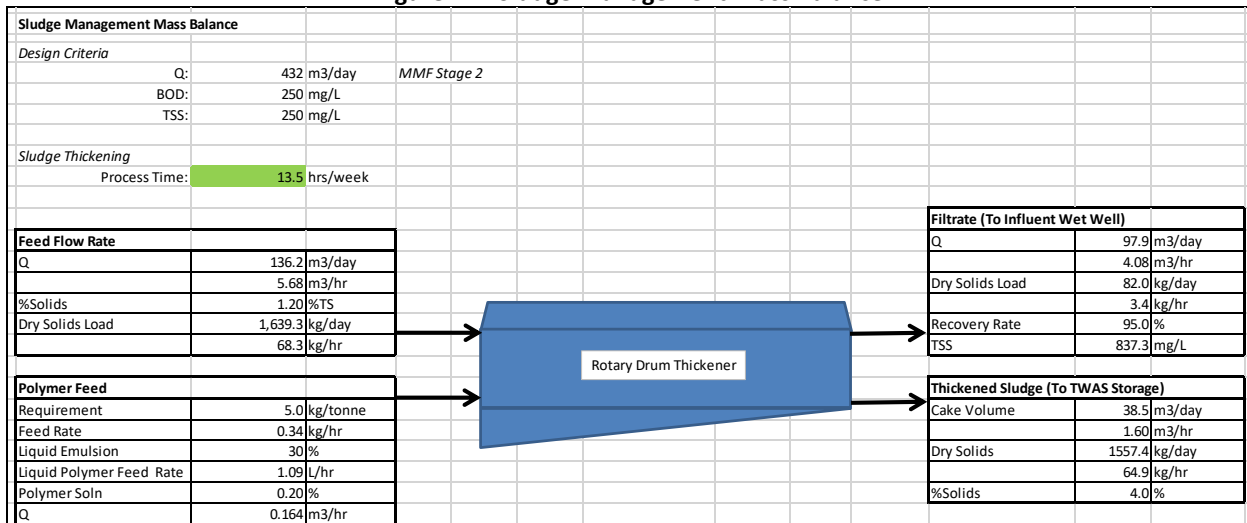 Sludge Management Mass Balance
Design Criteria
Q: 432 m3/day MMF Stage 2
BOD: 250 mg/L
TSS: 250 mg/L
Sludge Thickening
Process Time: 13.5 hrs/week
Feed Flow Rate
Q 136.2 m3/day
5.68 m3/hr
%Solids 1.20 %TS
Dry Solids Load 1,639.3 kg/day
68.3 kg/hr
Polymer Feed
Requirement 5.0 kg/tonne
Feed Rate 0.34 kg/hr
Liquid Emulsion 30 %
Liquid Polymer Feed Rate 1.09 L/hr
Polymer Soln 0.20 %
Q 0.164 m3/hr
Rotary Drum Thickener
Filtrate (To Influent Wet Well)
Q 97.9 m3/day
4.08 m3/hr
Dry Solids Load 82.0 kg/day
3.4 kg/hr
Recovery Rate 95.0 %
TSS 837.3 mg/L
Thickened Sludge (To TWAS Storage)
Cake Volume 38.5 m3/day
1.60 m3/hr
Dry Solids 1557.4 kg/day
64.9 kg/hr
%Solids 4.0 %